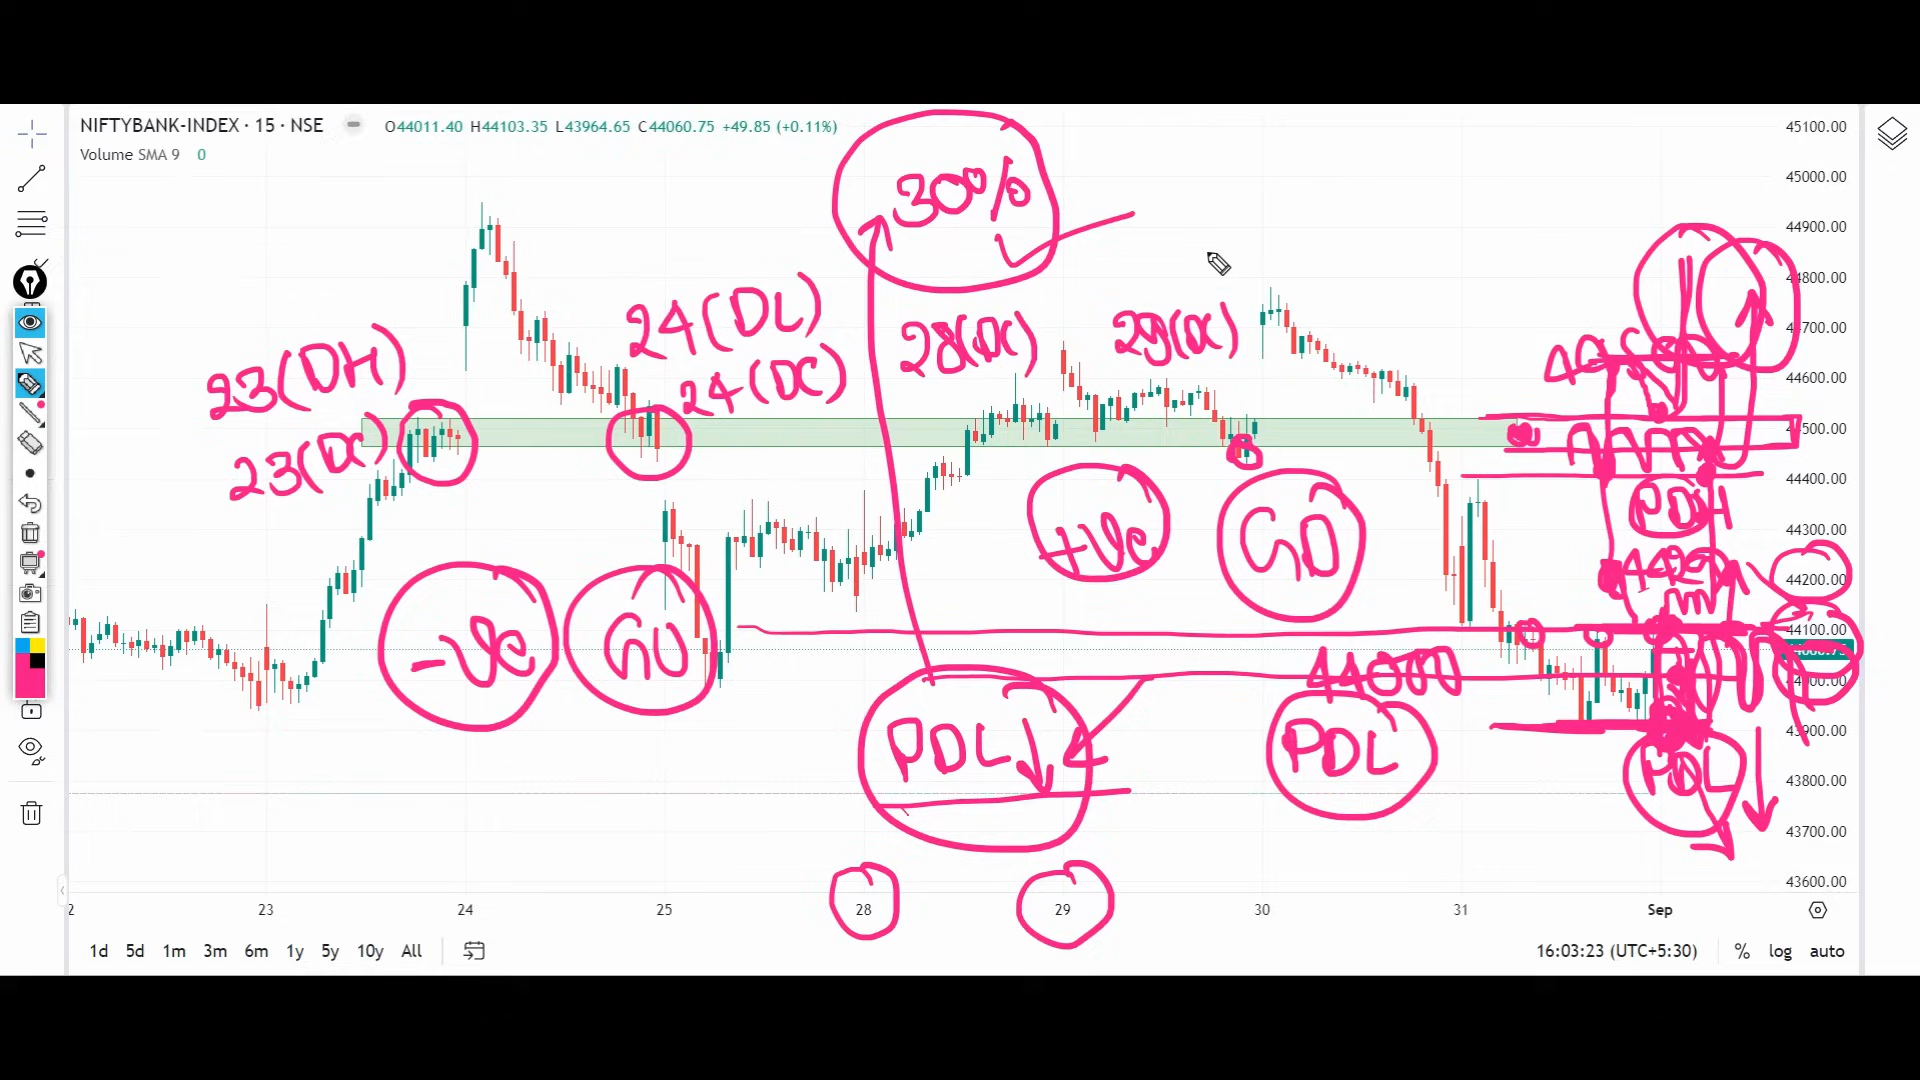 NIFTYBANK-INDEX · 15 · NSE
O44011.40 H44103.35 L43964.65 C44060.75 +49.85 (+0.11%)
Volume SMA 9 0
45100.00
45000.00
44900.00
44800.00
44700.00
44600.00
44500.00
44400.00
44300.00
44200.00
44100.00
44000.00
43900.00
43800.00
43700.00
43600.00
30%
23(DH)
23(DC)
24(DL)
24(DC)
28(DC)
29(DC)
-Ve
GU
+Ve
GD
PDH
44000
PDL
PDL
PDL
2 23 24 25 28 29 30 31 Sep
1d 5d 1m 3m 6m 1y 5y 10y All
16:03:23 (UTC+5:30) % log auto